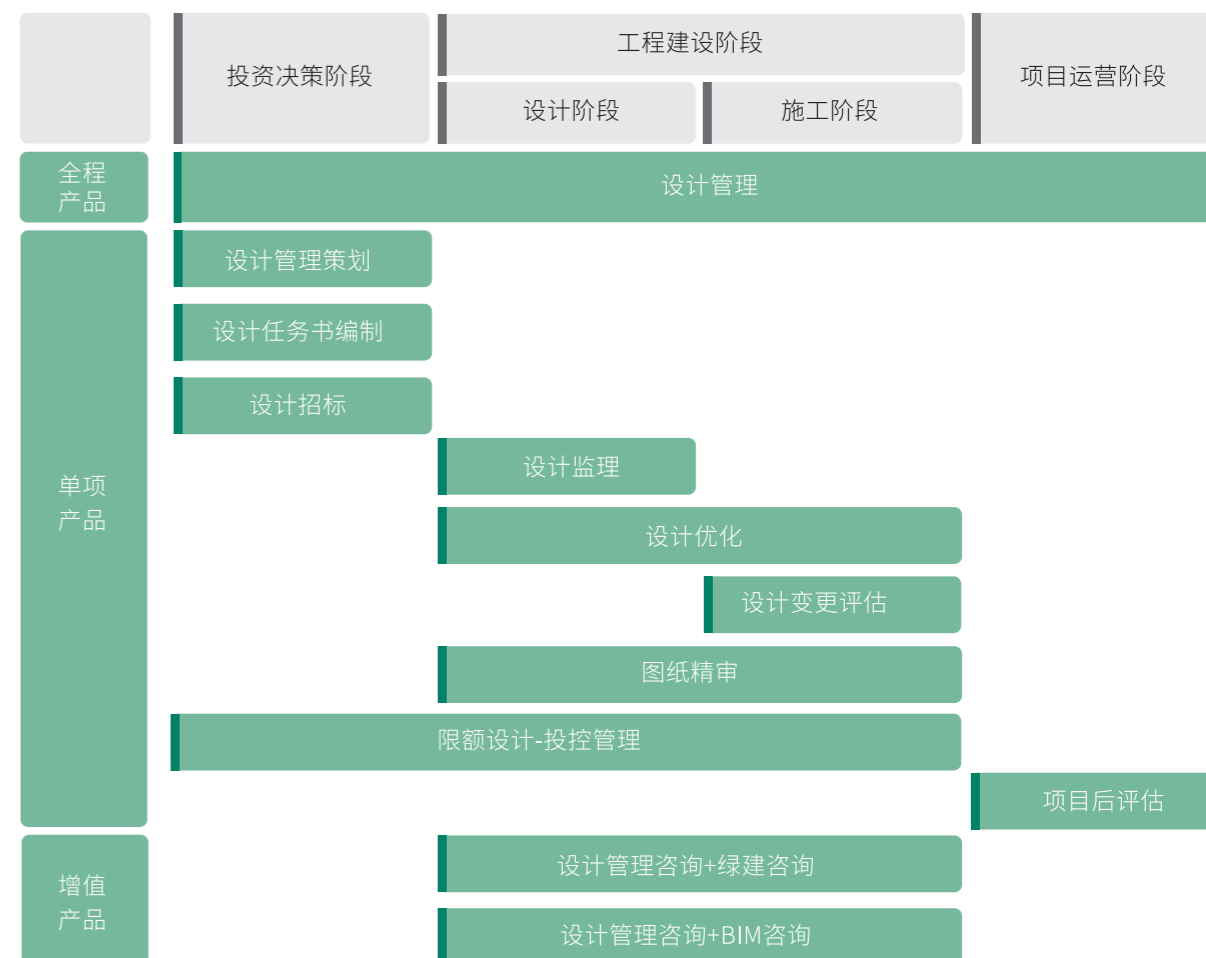 投资决策阶段
工程建设阶段
设计阶段
施工阶段
项目运营阶段
全程
产品
设计管理
单项
产品
设计管理策划
设计任务书编制
设计招标
设计监理
设计优化
设计变更评估
图纸精审
限额设计-投控管理
项目后评估
增值
产品
设计管理咨询+绿建咨询
设计管理咨询+BIM咨询